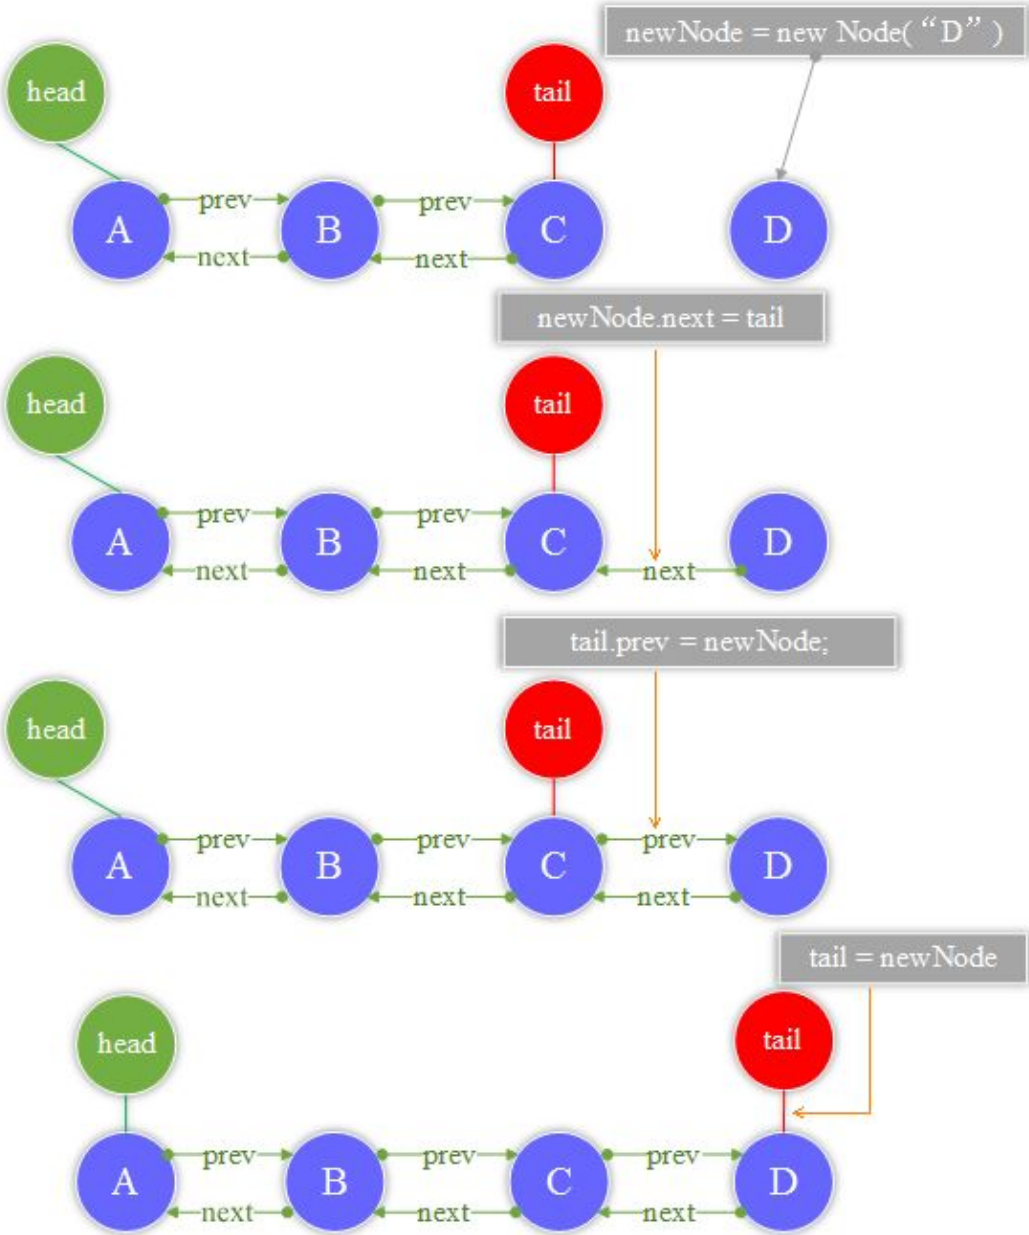 newNode = new Node( “D” )
head
tail
prev
prev
A
B
C
D
next
next
newNode.next = tail
head
tail
prev
prev
A
B
C
D
next
next
next
tail.prev = newNode;
head
tail
prev
prev
prev
A
B
C
D
next
next
next
tail = newNode
head
tail
prev
prev
prev
A
B
C
D
next
next
next